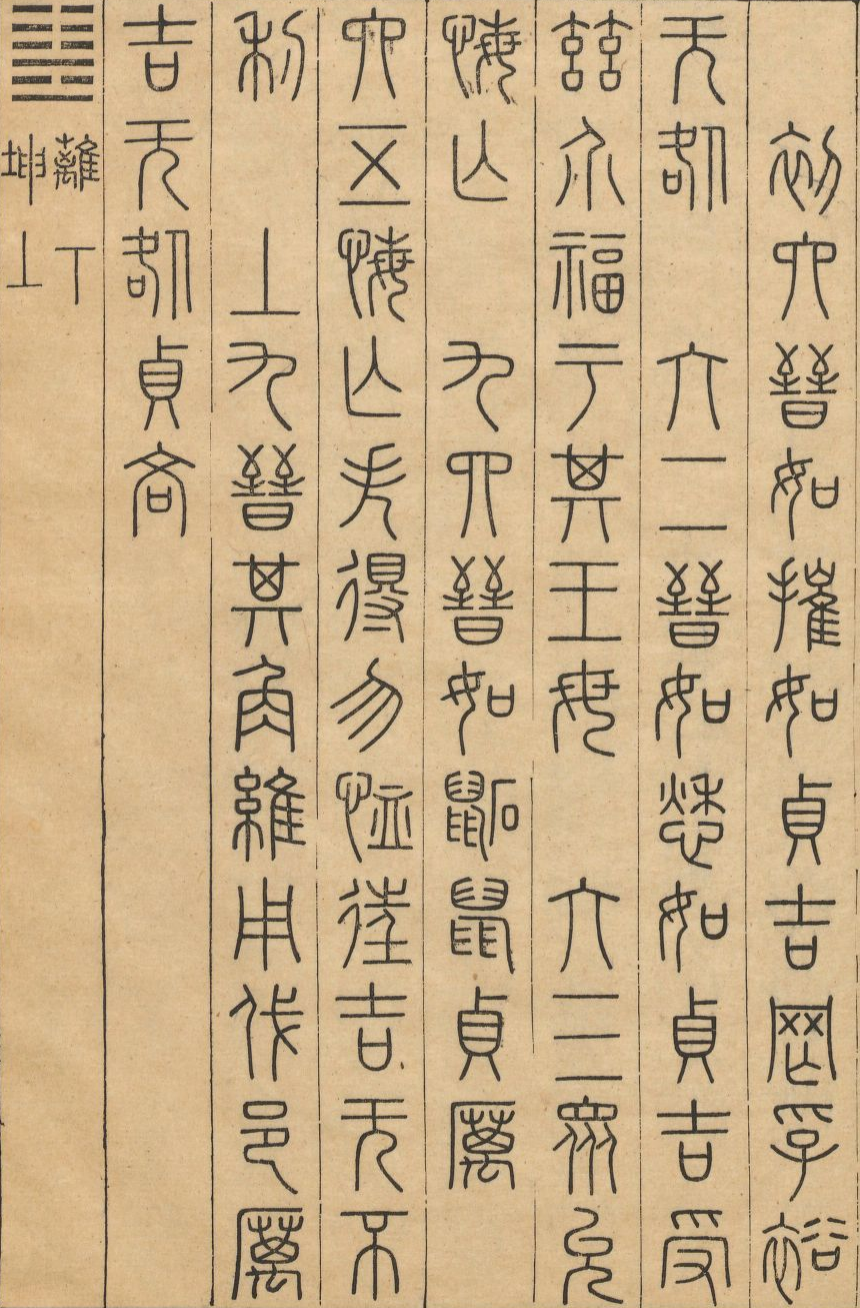 初六晉如摧如貞吉罔孚裕
无咎　六二晉如愁如貞吉受
茲介福于其王母　六三眾允
悔亡　九四晉如鼫鼠貞厲
六五悔亡失得勿恤往吉无不
利　上九晉其角維用伐邑厲
吉无咎貞吝
䷣離下坤上